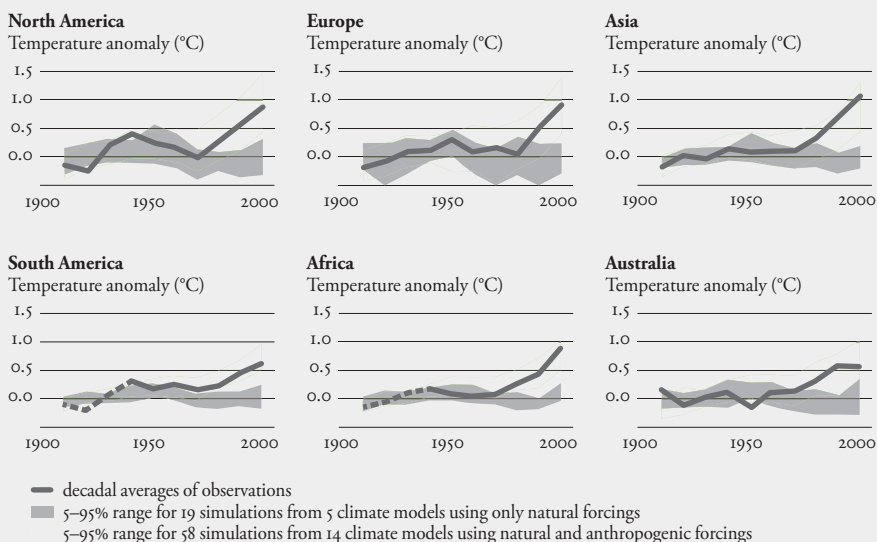 North America
Temperature anomaly (°C)
1.5
1.0
0.5
0.0
1900 1950 2000
Europe
Temperature anomaly (°C)
1.5
1.0
0.5
0.0
1900 1950 2000
Asia
Temperature anomaly (°C)
1.5
1.0
0.5
0.0
1900 1950 2000
South America
Temperature anomaly (°C)
1.5
1.0
0.5
0.0
1900 1950 2000
Africa
Temperature anomaly (°C)
1.5
1.0
0.5
0.0
1900 1950 2000
Australia
Temperature anomaly (°C)
1.5
1.0
0.5
0.0
1900 1950 2000
decadal averages of observations
5–95% range for 19 simulations from 5 climate models using only natural forcings
5–95% range for 58 simulations from 14 climate models using natural and anthropogenic forcings